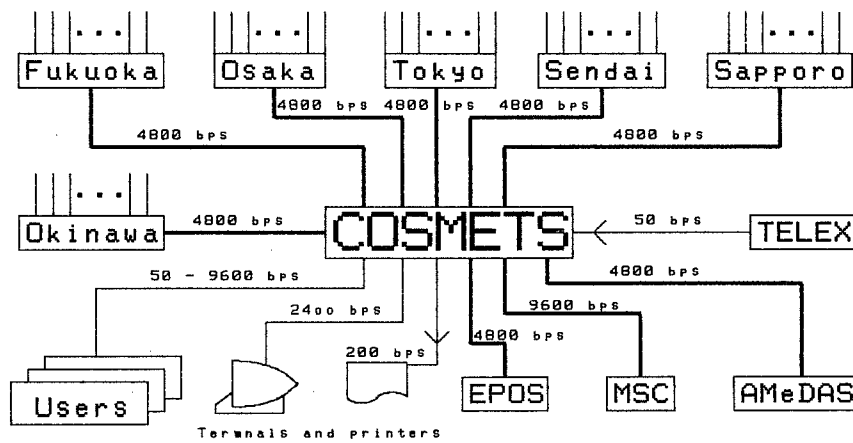 Fukuoka Osaka Tokyo Sendai Sapporo
4800 bps 4800 bps 4800 bps
4800 bps 4800 bps
Okinawa 4800 bps COSMETS 50 bps TELEX
50 - 9600 bps 4800 bps
2400 bps 9600 bps
200 bps 4800 bps
Users EPOS MSC AMeDAS
Termnals and printers